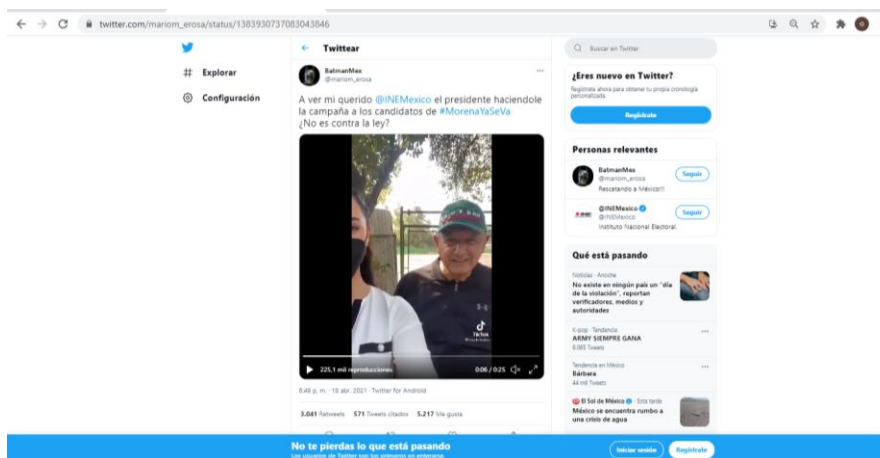 twitter.com/mariom_erosa/status/1383930737083043846
Explorar
Configuración
Twittear
BatmanMex
@mariom_erosa
A ver mi querido @INEMexico el presidente haciendole
la campaña a los candidatos de #MorenaYaSeVa
¿No es contra la ley?
TikTok
225,1 mil reproducciones
0:06 / 0:25
6:49 p. m. · 18 abr. 2021 · Twitter for Android
3.041 Retweets 571 Tweets citados 5.217 Me gusta
Buscar en Twitter
¿Eres nuevo en Twitter?
Regístrate ahora para obtener tu propia cronología
personalizada.
Regístrate
Personas relevantes
BatmanMex
@mariom_erosa
Seguir
Rescatando a México!!!
@INEMexico
@INEMexico
Seguir
Instituto Nacional Electoral.
Qué está pasando
Noticias · Anoche
No existe en ningún país un "día
de la violación", reportan
verificadores, medios y
autoridades
K-pop · Tendencia
ARMY SIEMPRE GANA
Tweets
Tendencia en México
Bárbara
44 mil Tweets
El Sol de México · Esta tarde
México se encuentra rumbo a
una crisis de agua
No te pierdas lo que está pasando
Los usuarios de Twitter son los primeros en enterarse.
Iniciar sesión
Regístrate